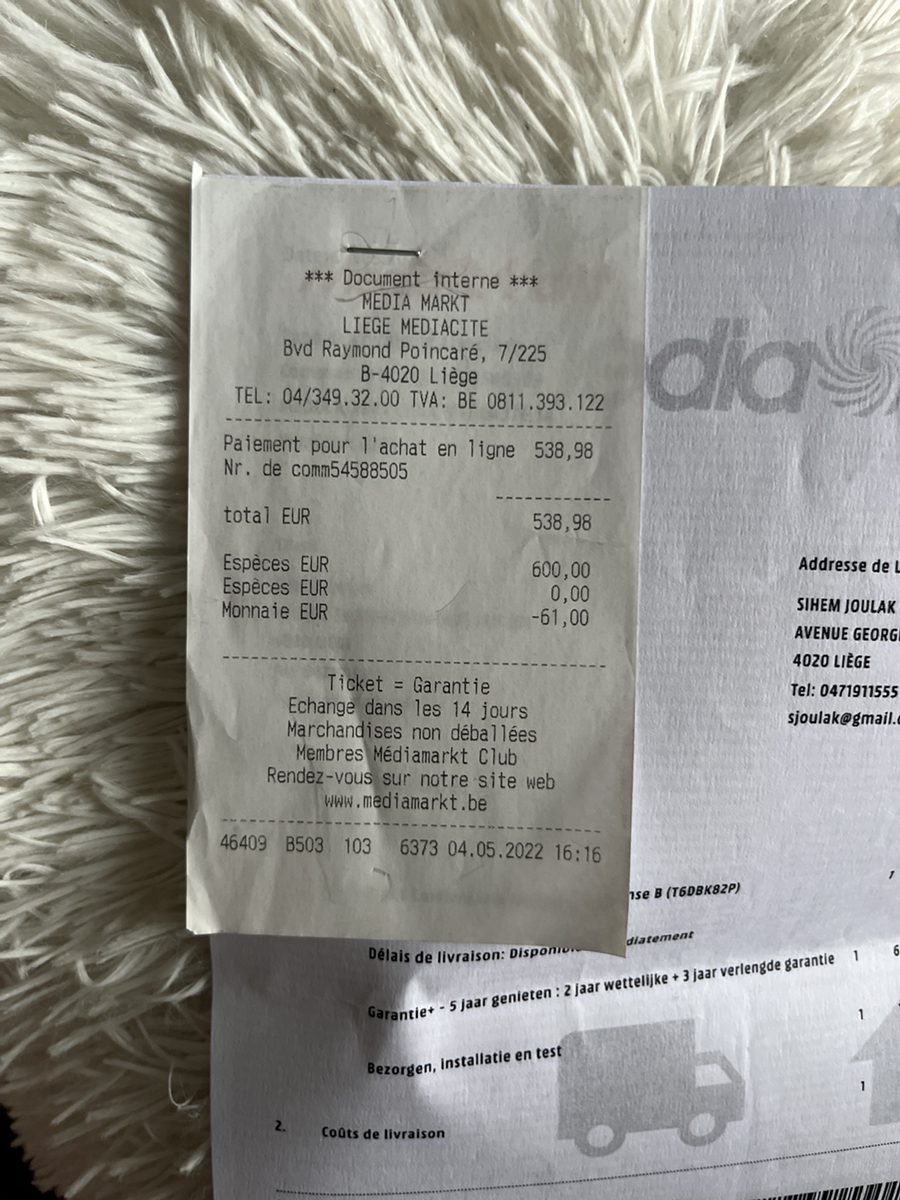 *** Document interne ***
MEDIA MARKT
LIEGE MEDIACITE
Bvd Raymond Poincaré, 7/225
B-4020 Liège
TEL: 04/349.32.00 TVA: BE 0811.393.122
Paiement pour l'achat en ligne 538,98
Nr. de comm54588505
total EUR 538,98
Espèces EUR 600,00
Espèces EUR 0,00
Monnaie EUR -61,00
Ticket = Garantie
Echange dans les 14 jours
Marchandises non déballées
Membres Médiamarkt Club
Rendez-vous sur notre site web
www.mediamarkt.be
46409 B503 103 6373 04.05.2022 16:16
dia
Addresse de L
SIHEM JOULAK
AVENUE GEORG
4020 LIÈGE
Tel: 0471911555
sjoulak@gmail.c
nse B (T6DBK82P) 1
Délais de livraison: Disponible diatement
Garantie+ - 5 jaar genieten : 2 jaar wettelijke + 3 jaar verlengde garantie 1 6
1
Bezorgen, installatie en test
1
2. Coûts de livraison